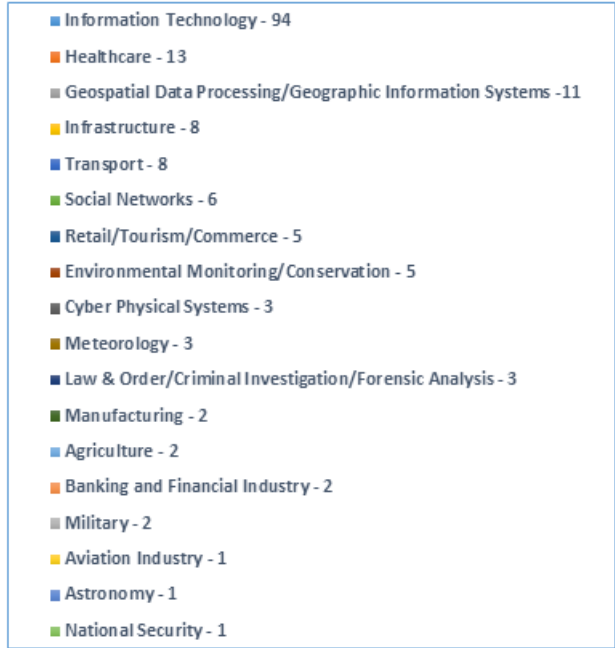 Information Technology - 94
Healthcare - 13
Geospatial Data Processing/Geographic Information Systems -11
Infrastructure - 8
Transport - 8
Social Networks - 6
Retail/Tourism/Commerce - 5
Environmental Monitoring/Conservation - 5
Cyber Physical Systems - 3
Meteorology - 3
Law & Order/Criminal Investigation/Forensic Analysis - 3
Manufacturing - 2
Agriculture - 2
Banking and Financial Industry - 2
Military - 2
Aviation Industry - 1
Astronomy - 1
National Security - 1